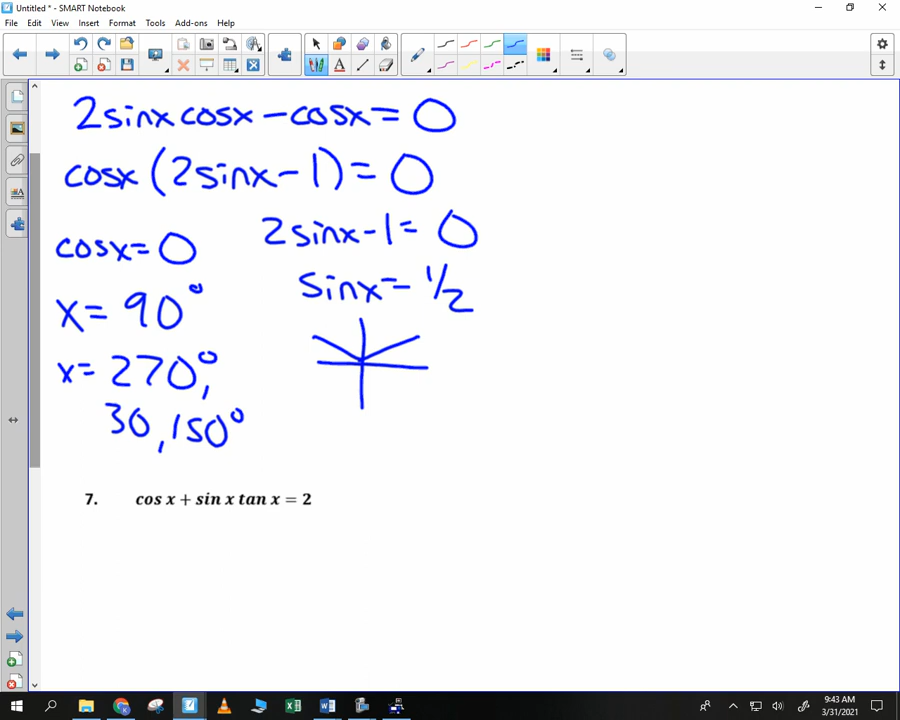 Untitled * - SMART Notebook
File Edit View Insert Format Tools Add-ons Help
2sinxcosx - cosx = 0
cosx (2sinx - 1) = 0
cosx = 0
2sinx - 1 = 0
sinx = 1/2
x = 90°
x = 270°,
30, 150°
7. cos x + sin x tan x = 2
9:43 AM
3/31/2021